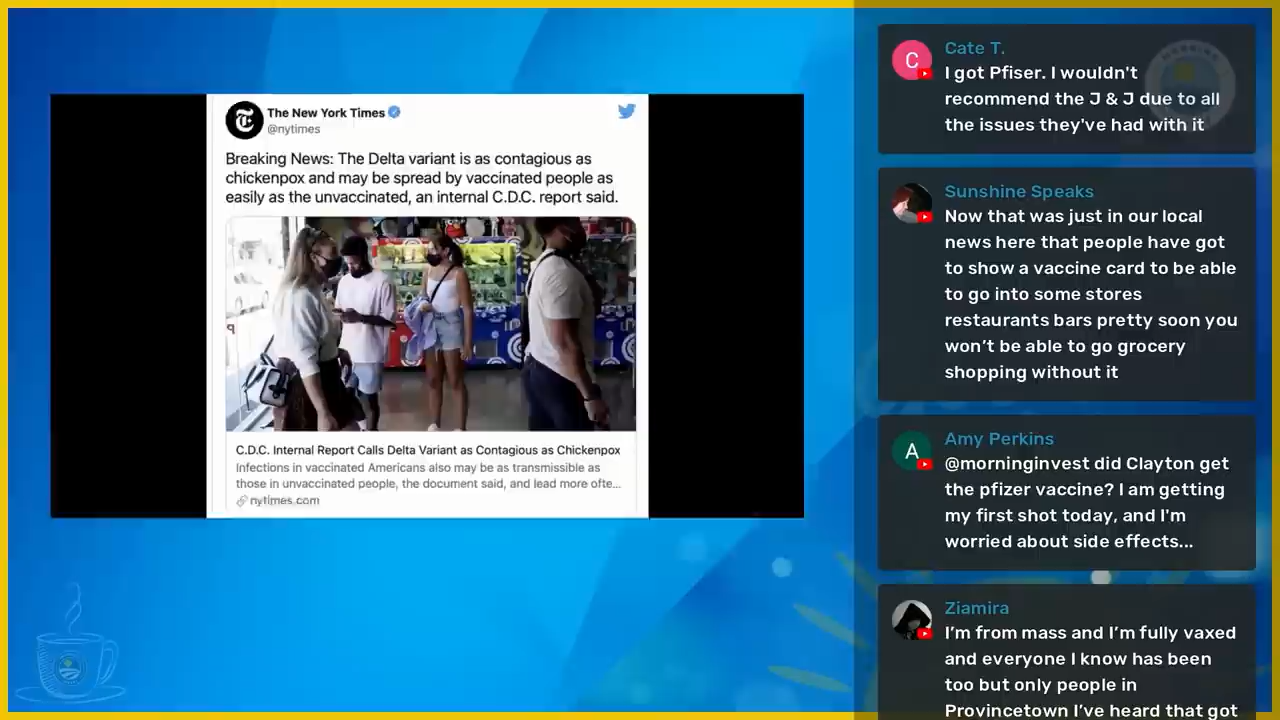 The New York Times
@nytimes
Breaking News: The Delta variant is as contagious as
chickenpox and may be spread by vaccinated people as
easily as the unvaccinated, an internal C.D.C. report said.
C.D.C. Internal Report Calls Delta Variant as Contagious as Chickenpox
Infections in vaccinated Americans also may be as transmissible as
those in unvaccinated people, the document said, and lead more ofte...
nytimes.com
C
Cate T.
I got Pfiser. I wouldn't
recommend the J & J due to all
the issues they've had with it
Sunshine Speaks
Now that was just in our local
news here that people have got
to show a vaccine card to be able
to go into some stores
restaurants bars pretty soon you
won’t be able to go grocery
shopping without it
A
Amy Perkins
@morninginvest did Clayton get
the pfizer vaccine? I am getting
my first shot today, and I'm
worried about side effects...
Ziamira
I’m from mass and I’m fully vaxed
and everyone I know has been
too but only people in
Provincetown I’ve heard that got